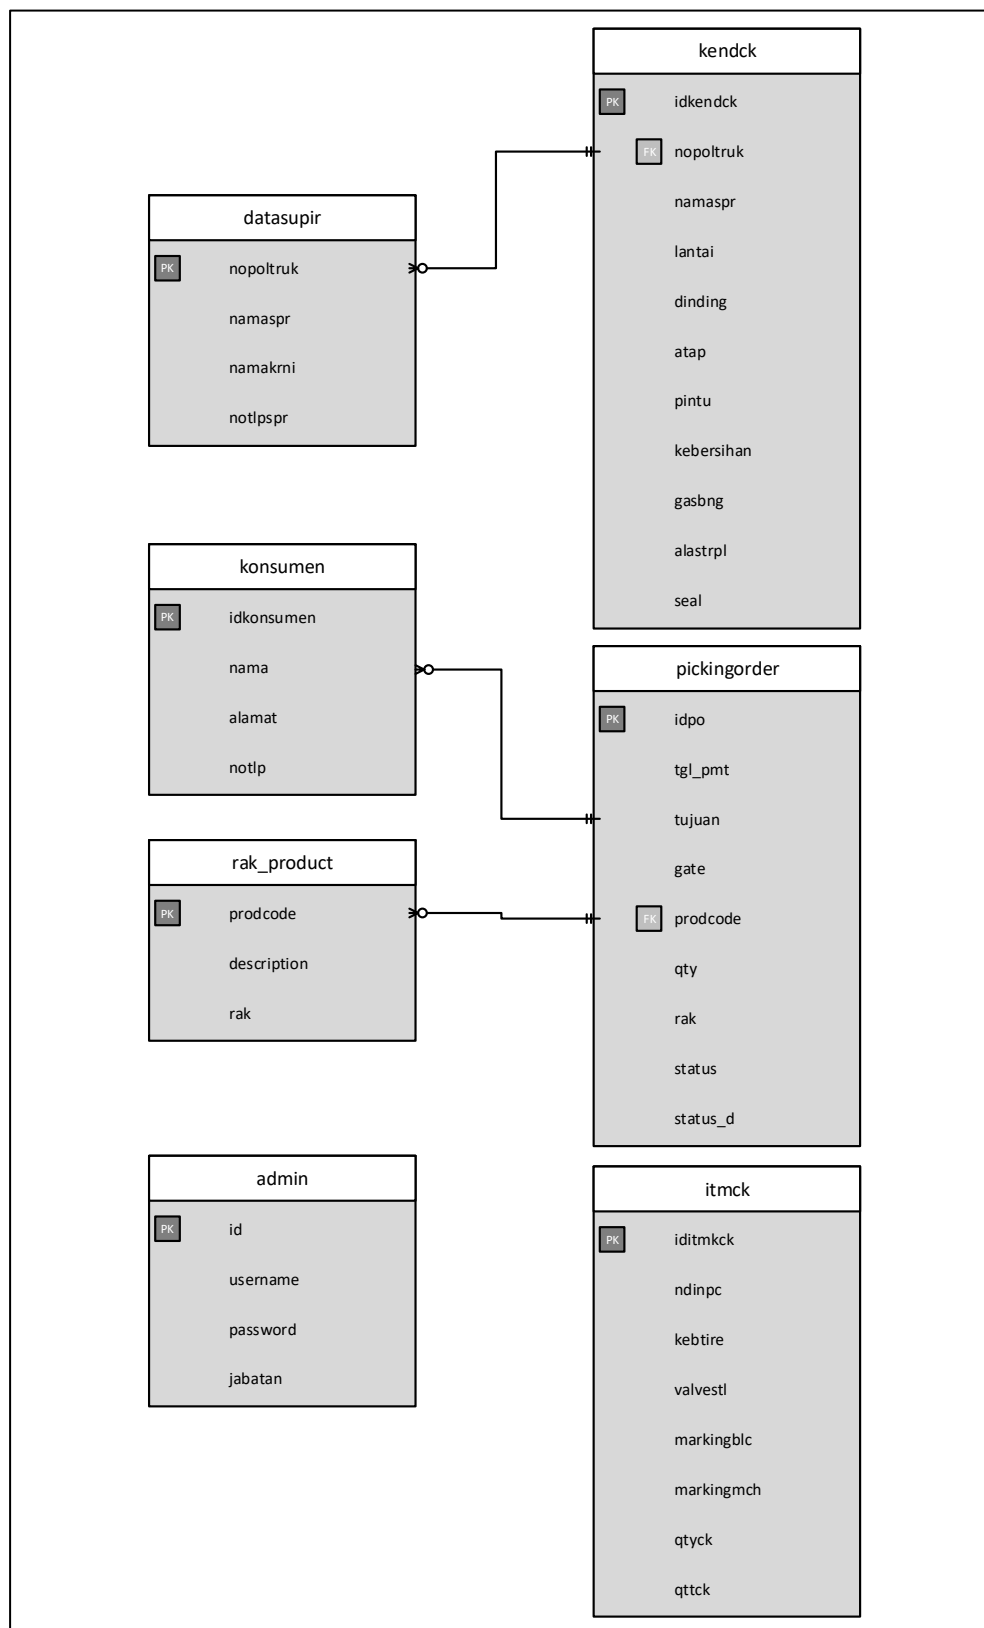 kendck
PK idkendck
FK nopoltruk
namaspr
lantai
dinding
atap
pintu
kebersihan
gasbng
alastrpl
seal
datasupir
PK nopoltruk
namaspr
namakrni
notlpspr
konsumen
PK idkonsumen
nama
alamat
notlp
pickingorder
PK idpo
tgl_pmt
tujuan
gate
FK prodcode
qty
rak
status
status_d
rak_product
PK prodcode
description
rak
admin
PK id
username
password
jabatan
itmck
PK iditmkck
ndinpc
kebtire
valvestl
markingblc
markingmch
qtyck
qttck